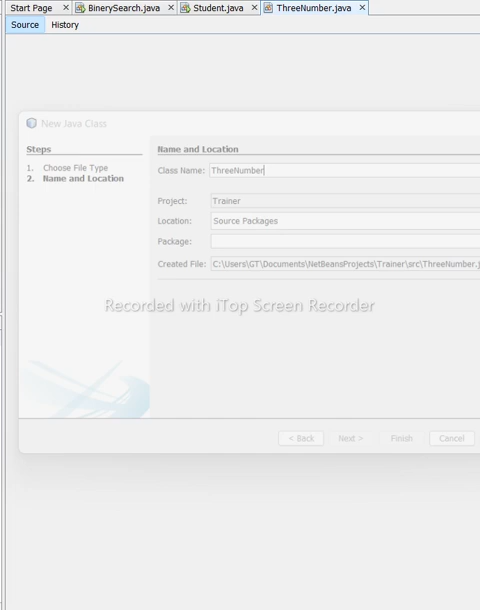 Start Page BinerySearch.java Student.java ThreeNumber.java
Source History
New Java Class
Steps
1. Choose File Type
2. Name and Location
Name and Location
Class Name: ThreeNumber
Project: Trainer
Location: Source Packages
Package:
Created File: C:\Users\GT\Documents\NetBeansProjects\Trainer\src\ThreeNumber.j
Recorded with iTop Screen Recorder
< Back Next > Finish Cancel